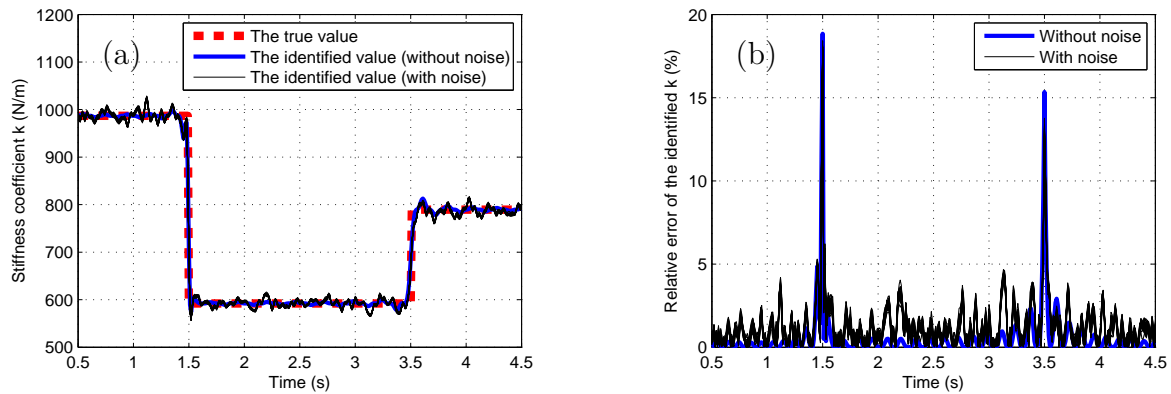 (a)
The true value
The identified value (without noise)
The identified value (with noise)
Stiffness coefficient k (N/m)
1200
1100
1000
900
800
700
600
500
0.5
1
1.5
2
2.5
3
3.5
4
4.5
Time (s)
(b)
Without noise
With noise
Relative error of the identified k (%)
20
15
10
5
0
0.5
1
1.5
2
2.5
3
3.5
4
4.5
Time (s)